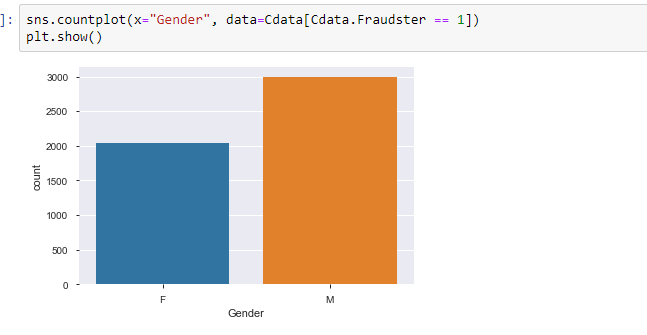 ]: sns.countplot(x="Gender", data=Cdata[Cdata.Fraudster == 1])
plt.show()
3000
2500
2000
1500
1000
500
0
count
F M
Gender